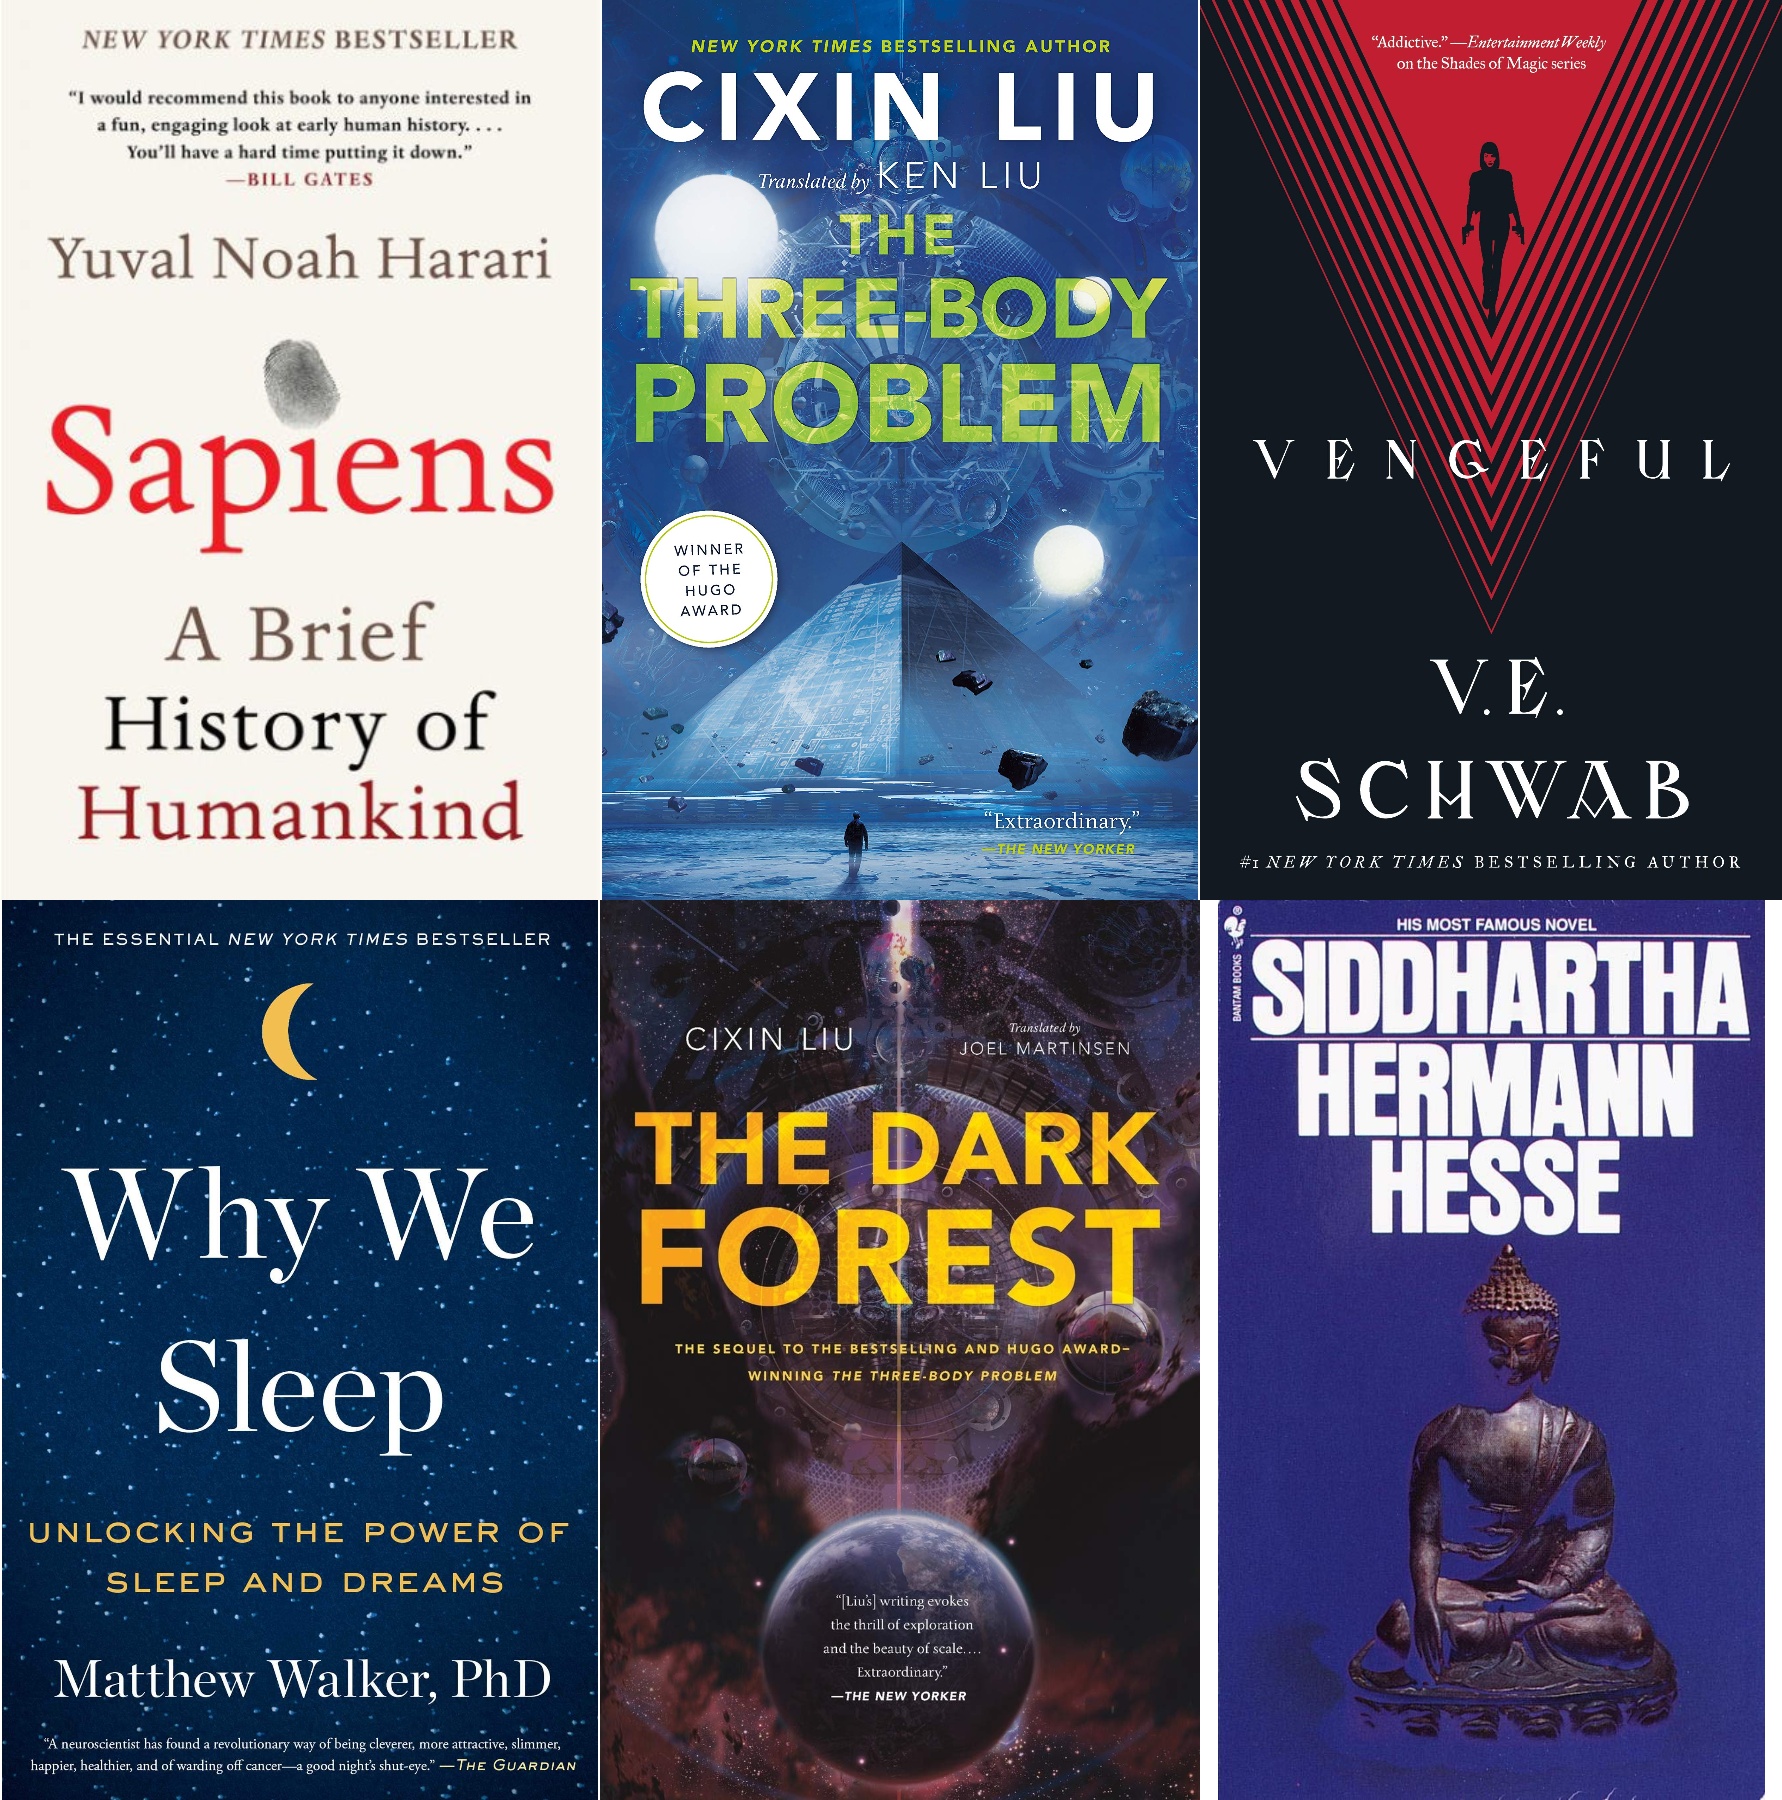 NEW YORK TIMES BESTSELLER
“I would recommend this book to anyone interested in
a fun, engaging look at early human history. . . .
You’ll have a hard time putting it down.”
—BILL GATES
Yuval Noah Harari
Sapiens
A Brief
History of
Humankind
NEW YORK TIMES BESTSELLING AUTHOR
CIXIN LIU
Translated by KEN LIU
THE
THREE-BODY
PROBLEM
WINNER
OF THE
HUGO
AWARD
“Extraordinary.”
—THE NEW YORKER
“Addictive.” —Entertainment Weekly
on the Shades of Magic series
VENGEFUL
V. E.
SCHWAB
#1 NEW YORK TIMES BESTSELLING AUTHOR
THE ESSENTIAL NEW YORK TIMES BESTSELLER
Why We
Sleep
UNLOCKING THE POWER OF
SLEEP AND DREAMS
Matthew Walker, PhD
“A neuroscientist has found a revolutionary way of being cleverer, more attractive, slimmer,
happier, healthier, and of warding off cancer—a good night’s shut-eye.” —THE GUARDIAN
CIXIN LIU
Translated by
JOEL MARTINSEN
THE DARK
FOREST
THE SEQUEL TO THE BESTSELLING AND HUGO AWARD–
WINNING THE THREE-BODY PROBLEM
“[Liu’s] writing evokes
the thrill of exploration
and the beauty of scale. . . .
Extraordinary.”
—THE NEW YORKER
®
BANTAM BOOKS
HIS MOST FAMOUS NOVEL
SIDDHARTHA
HERMANN
HESSE